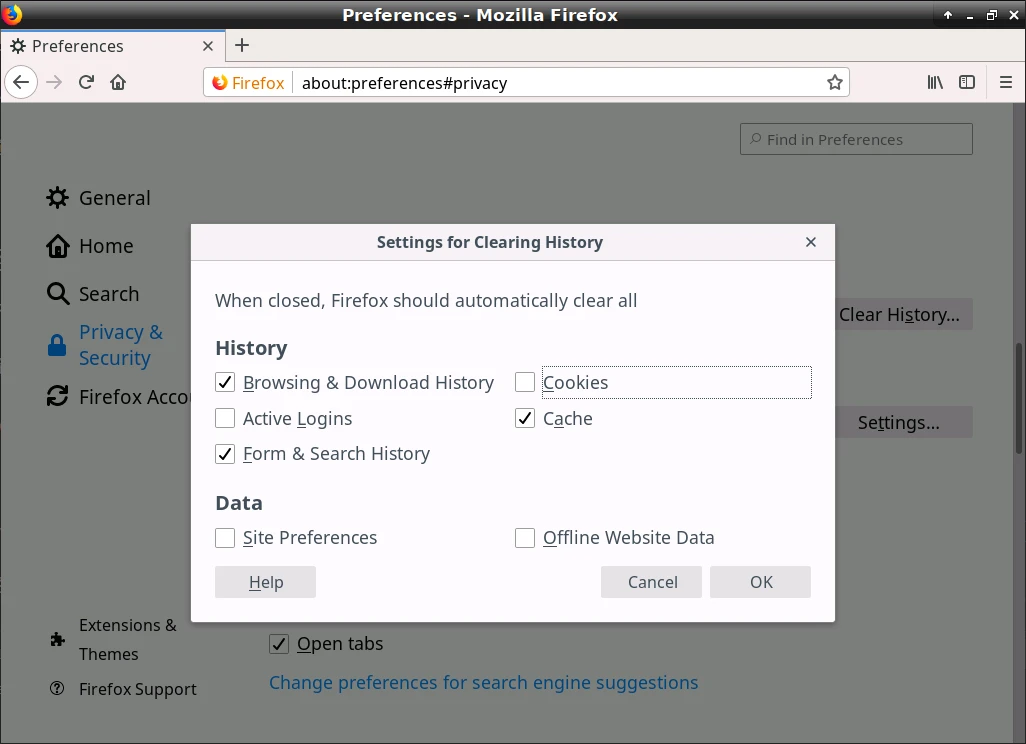 Preferences - Mozilla Firefox
Preferences
Firefox about:preferences#privacy
Find in Preferences
General
Home
Search
Privacy &
Security
Firefox Acco
Extensions &
Themes
Firefox Support
Clear History...
Settings...
Settings for Clearing History
When closed, Firefox should automatically clear all
History
Browsing & Download History
Cookies
Active Logins
Cache
Form & Search History
Data
Site Preferences
Offline Website Data
Help
Cancel
OK
Open tabs
Change preferences for search engine suggestions